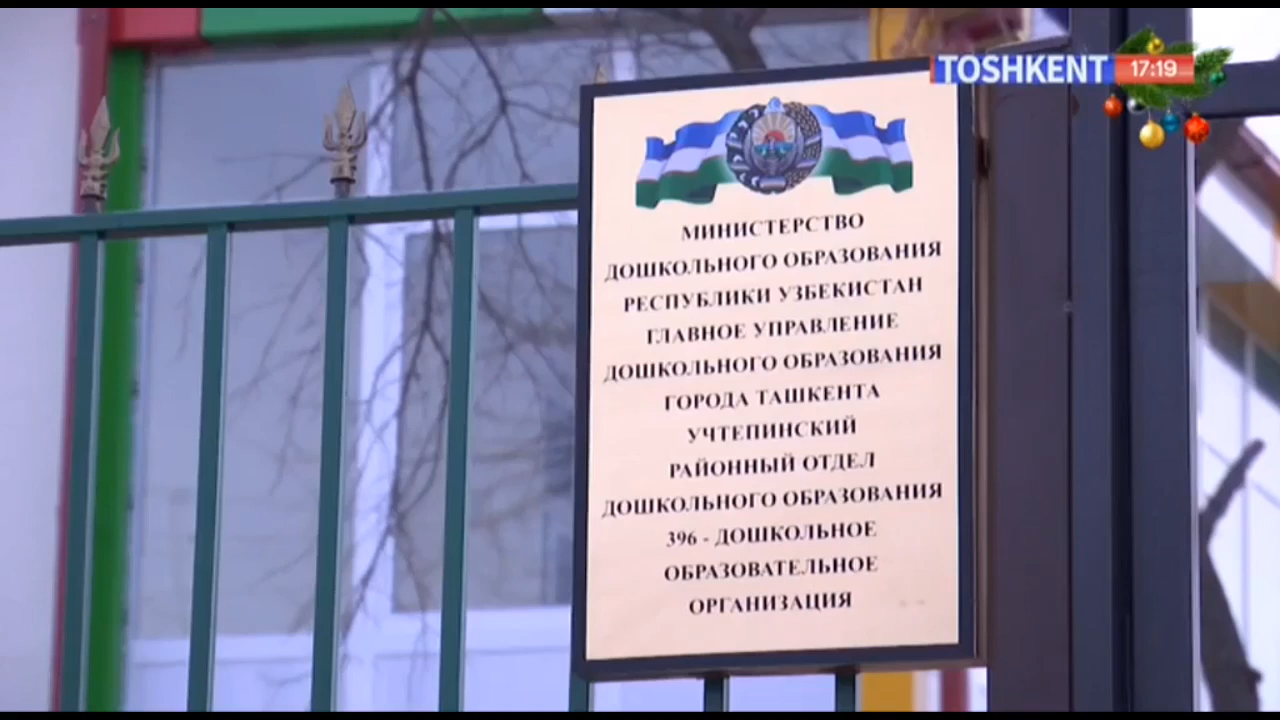 TOSHKENT 17:19
МИНИСТЕРСТВО
ДОШКОЛЬНОГО ОБРАЗОВАНИЯ
РЕСПУБЛИКИ УЗБЕКИСТАН
ГЛАВНОЕ УПРАВЛЕНИЕ
ДОШКОЛЬНОГО ОБРАЗОВАНИЯ
ГОРОДА ТАШКЕНТА
УЧТЕПИНСКИЙ
РАЙОННЫЙ ОТДЕЛ
ДОШКОЛЬНОГО ОБРАЗОВАНИЯ
396 - ДОШКОЛЬНОЕ
ОБРАЗОВАТЕЛЬНОЕ
ОРГАНИЗАЦИЯ